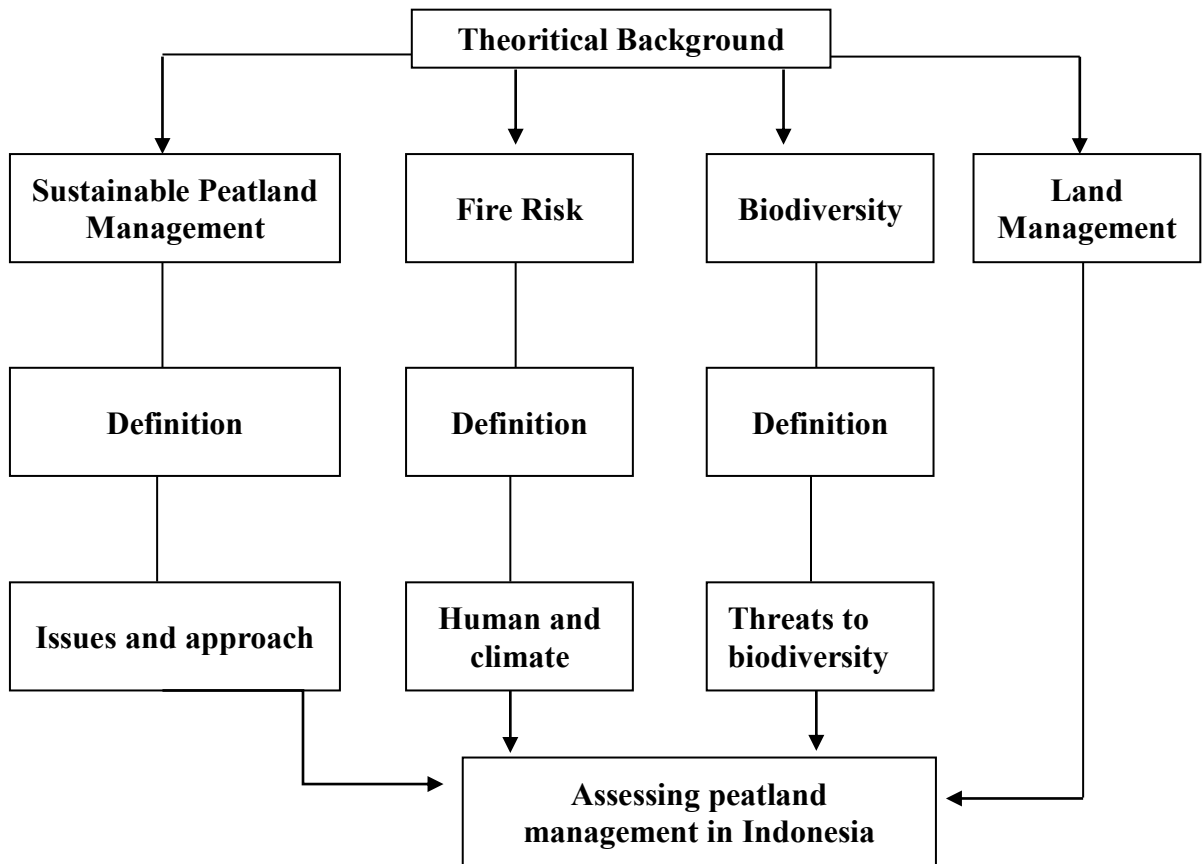 Theoritical Background
Sustainable Peatland
Management
Fire Risk
Biodiversity
Land
Management
Definition
Definition
Definition
Issues and approach
Human and
climate
Threats to
biodiversity
Assessing peatland
management in Indonesia